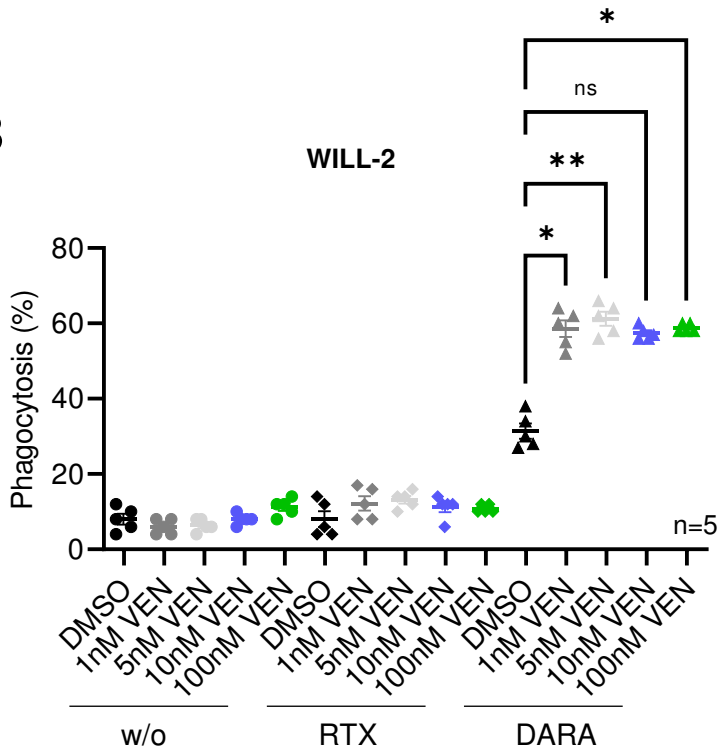 *
ns
WILL-2
**
*
80
60
40
20
0
Phagocytosis (%)
n=5
DMSO
1nM VEN
5nM VEN
10nM VEN
100nM VEN
DMSO
1nM VEN
5nM VEN
10nM VEN
100nM VEN
DMSO
1nM VEN
5nM VEN
10nM VEN
100nM VEN
w/o RTX DARA